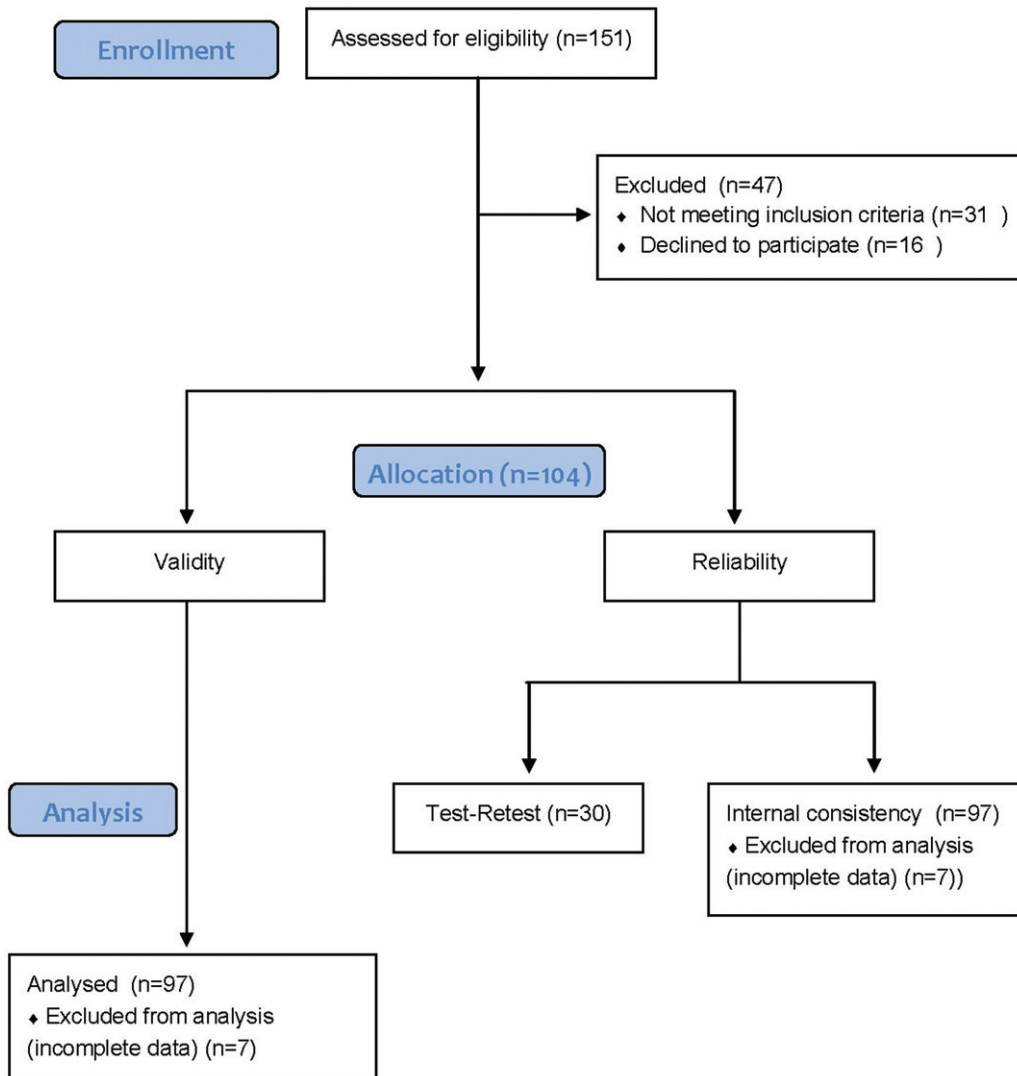 Enrollment
Assessed for eligibility (n=151)
Excluded (n=47)
⬧ Not meeting inclusion criteria (n=31 )
⬧ Declined to participate (n=16 )
Allocation (n=104)
Validity
Reliability
Analysis
Test-Retest (n=30)
Internal consistency (n=97)
⬧ Excluded from analysis
(incomplete data) (n=7))
Analysed (n=97)
⬧ Excluded from analysis
(incomplete data) (n=7)